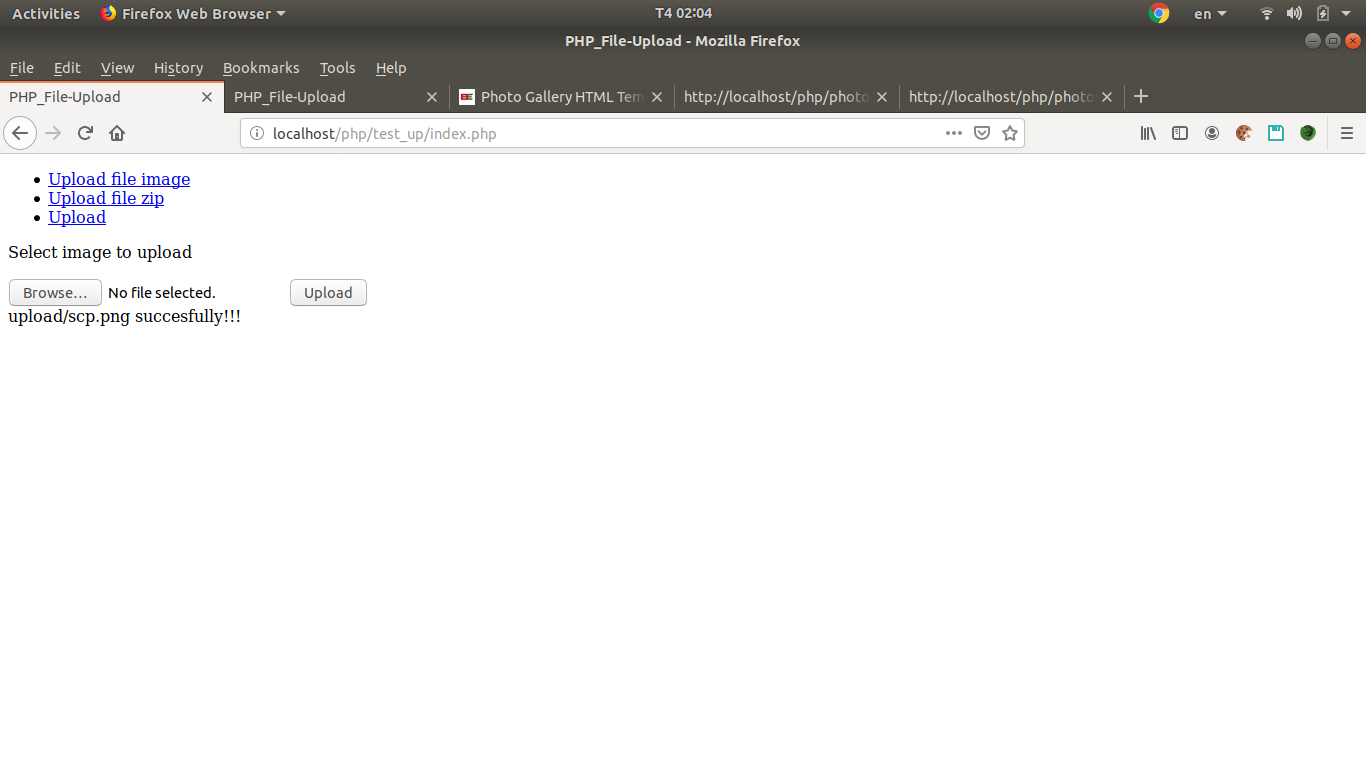 Activities Firefox Web Browser T4 02:04 en
PHP_File-Upload - Mozilla Firefox
File Edit View History Bookmarks Tools Help
PHP_File-Upload PHP_File-Upload Photo Gallery HTML Tem http://localhost/php/photo http://localhost/php/photo
localhost/php/test_up/index.php
Upload file image
Upload file zip
Upload
Select image to upload
Browse... No file selected. Upload
upload/scp.png succesfully!!!